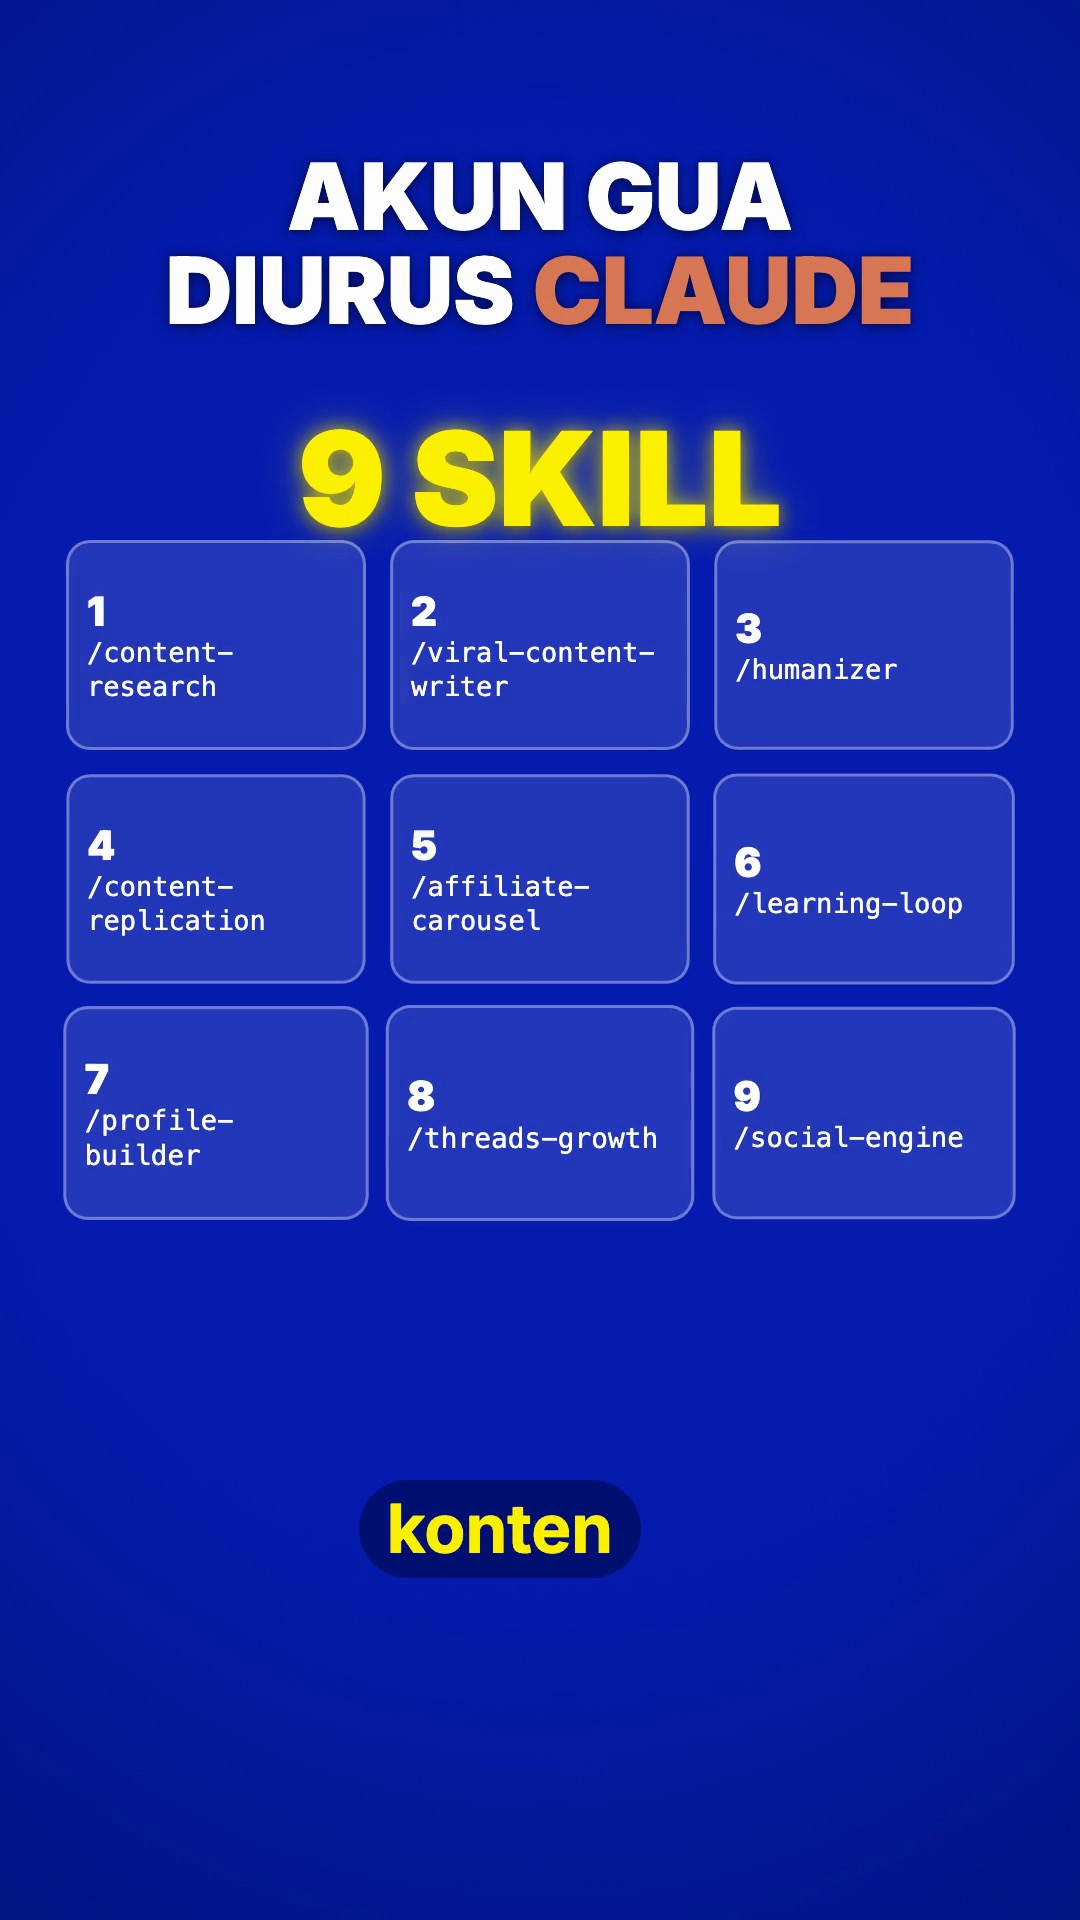 AKUN GUA
DIURUS CLAUDE
9 SKILL
1
/content-
research
2
/viral-content-
writer
3
/humanizer
4
/content-
replication
5
/affiliate-
carousel
6
/learning-loop
7
/profile-
builder
8
/threads-growth
9
/social-engine
konten